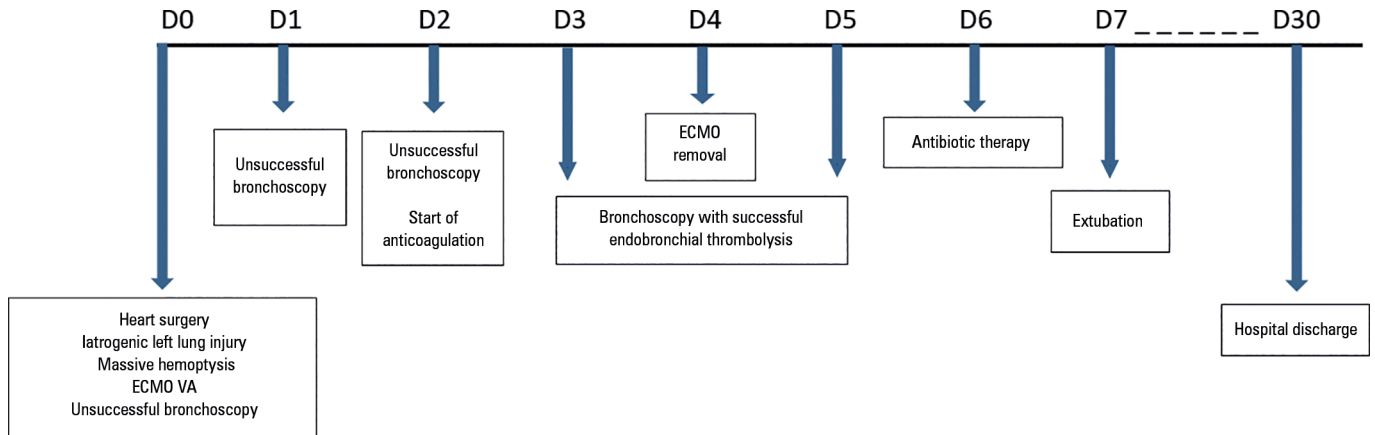 D0 D1 D2 D3 D4 D5 D6 D7 D30
Unsuccessful
bronchoscopy
Unsuccessful
bronchoscopy
Start of
anticoagulation
ECMO
removal
Bronchoscopy with successful
endobronchial thrombolysis
Antibiotic therapy
Extubation
Heart surgery
Iatrogenic left lung injury
Massive hemoptysis
ECMO VA
Unsuccessful bronchoscopy
Hospital discharge